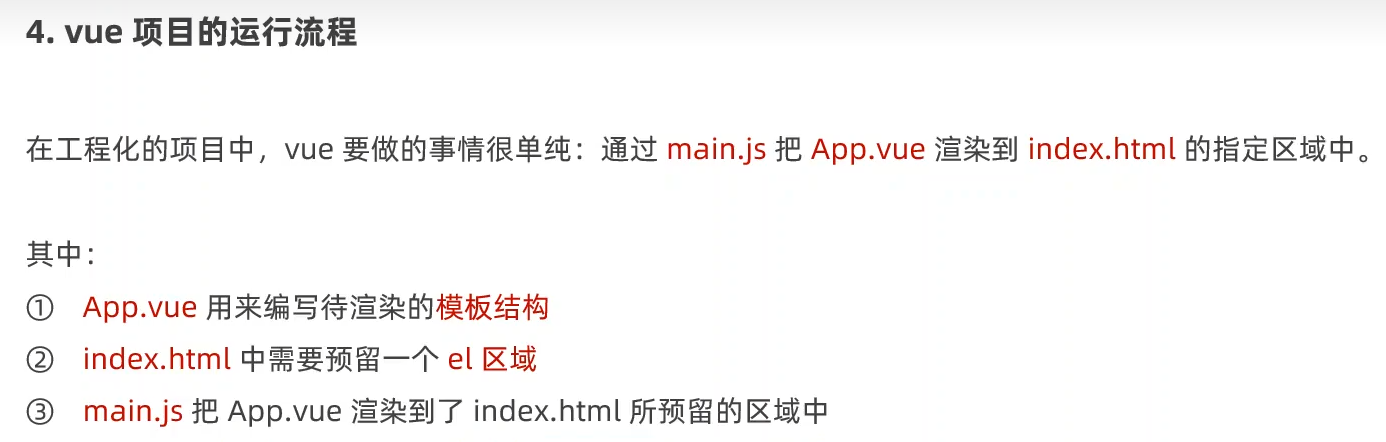 4. vue 项目的运行流程
在工程化的项目中，vue 要做的事情很单纯：通过 main.js 把 App.vue 渲染到 index.html 的指定区域中。
其中：
① App.vue 用来编写待渲染的模板结构
② index.html 中需要预留一个 el 区域
③ main.js 把 App.vue 渲染到了 index.html 所预留的区域中